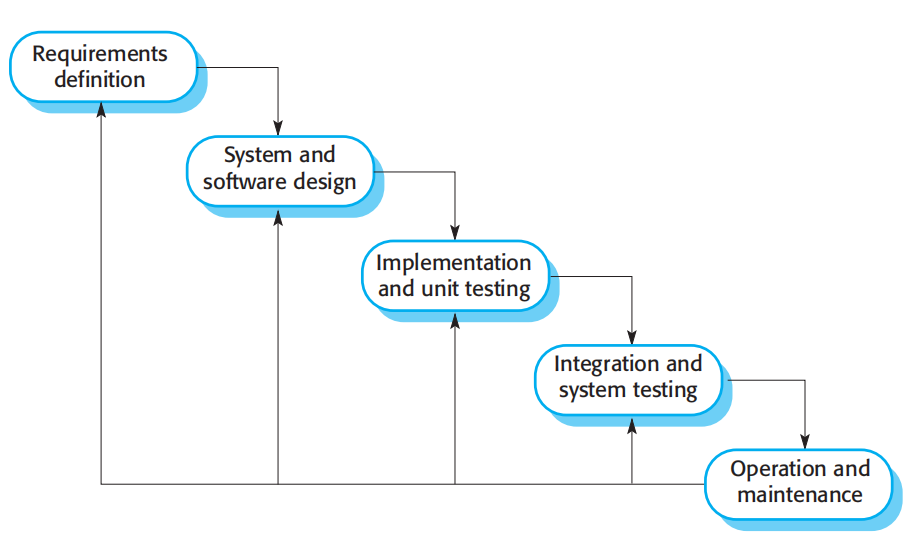 Requirements
definition
System and
software design
Implementation
and unit testing
Integration and
system testing
Operation and
maintenance